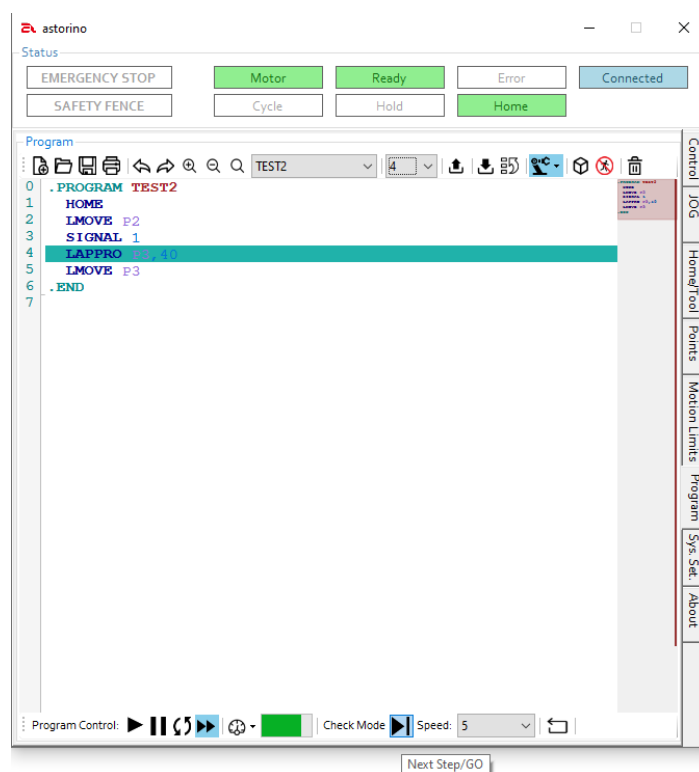 astorino
Status
EMERGENCY STOP Motor Ready Error Connected
SAFETY FENCE Cycle Hold Home
Program
TEST2 4
0 .PROGRAM TEST2
1 HOME
2 LMOVE P2
3 SIGNAL 1
4 LAPPRO ,40
5 LMOVE P3
6 .END
7
Control
JOG
Home/Tool
Points
Motion Limits
Program
Sys. Set.
About
Program Control: Check Mode Speed: 5
Next Step/GO